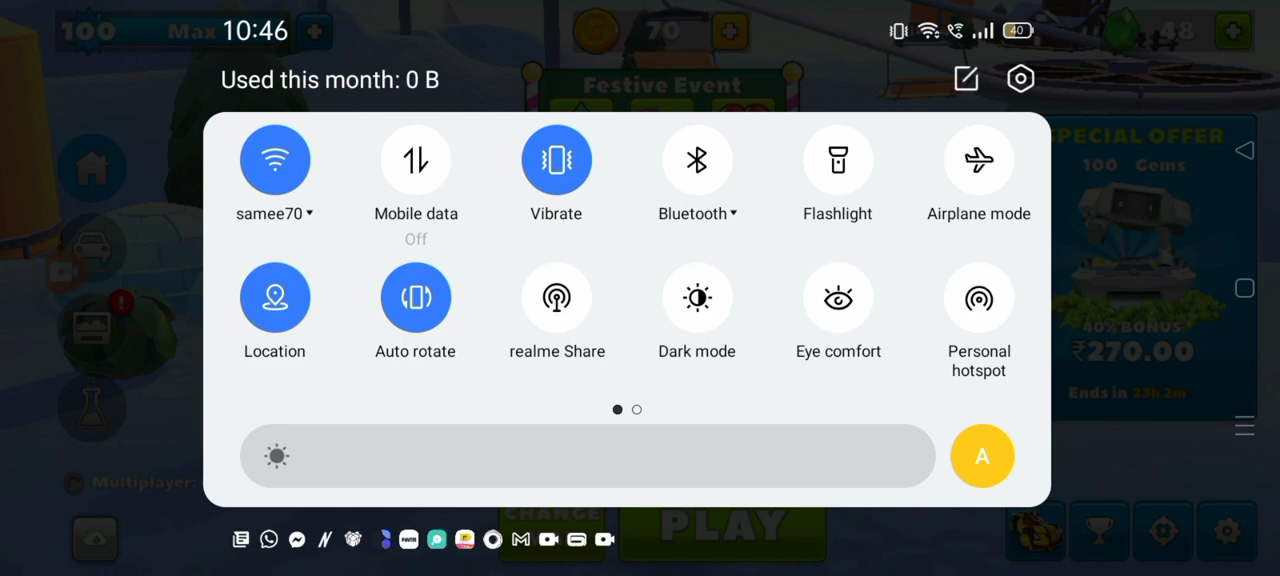 100 Max
10:46
70
48
40
Used this month: 0 B
Festive Event
SPECIAL OFFER
100 Gems
samee70
Mobile data
Off
Vibrate
Bluetooth
Flashlight
Airplane mode
Location
Auto rotate
realme Share
Dark mode
Eye comfort
Personal
hotspot
40% BONUS
₹270.00
Ends in 23h 2m
A
Multiplayer:
CHANGE
PLAY